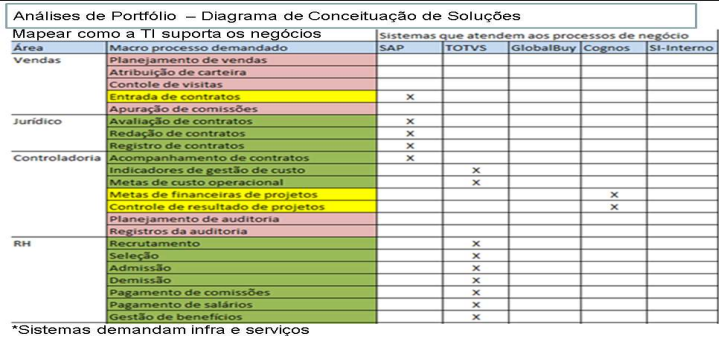 Análises de Portfólio – Diagrama de Conceituação de Soluções
Mapear como a TI suporta os negócios
Sistemas que atendem aos processos de negócio
Área Macro processo demandado SAP TOTVS GlobalBuy Cognos SI-Interno
Vendas Planejamento de vendas
Atribuição de carteira
Contole de visitas
Entrada de contratos x
Apuração de comissões
Jurídico Avaliação de contratos x
Redação de contratos x
Registro de contratos x
Controladoria Acompanhamento de contratos x
Indicadores de gestão de custo x
Metas de custo operacional x
Metas de financeiras de projetos x
Controle de resultado de projetos x
Planejamento de auditoria
Registros da auditoria
RH Recrutamento x
Seleção x
Admissão x
Demissão x
Pagamento de comissões x
Pagamento de salários x
Gestão de benefícios x
*Sistemas demandam infra e serviços